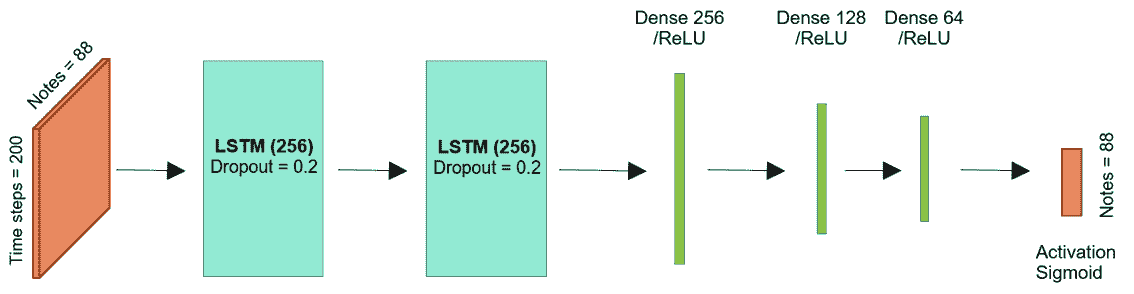 Time steps = 200
Notes = 88
LSTM (256)
Dropout = 0.2
LSTM (256)
Dropout = 0.2
Dense 256
/ReLU
Dense 128
/ReLU
Dense 64
/ReLU
Notes = 88
Activation
Sigmoid